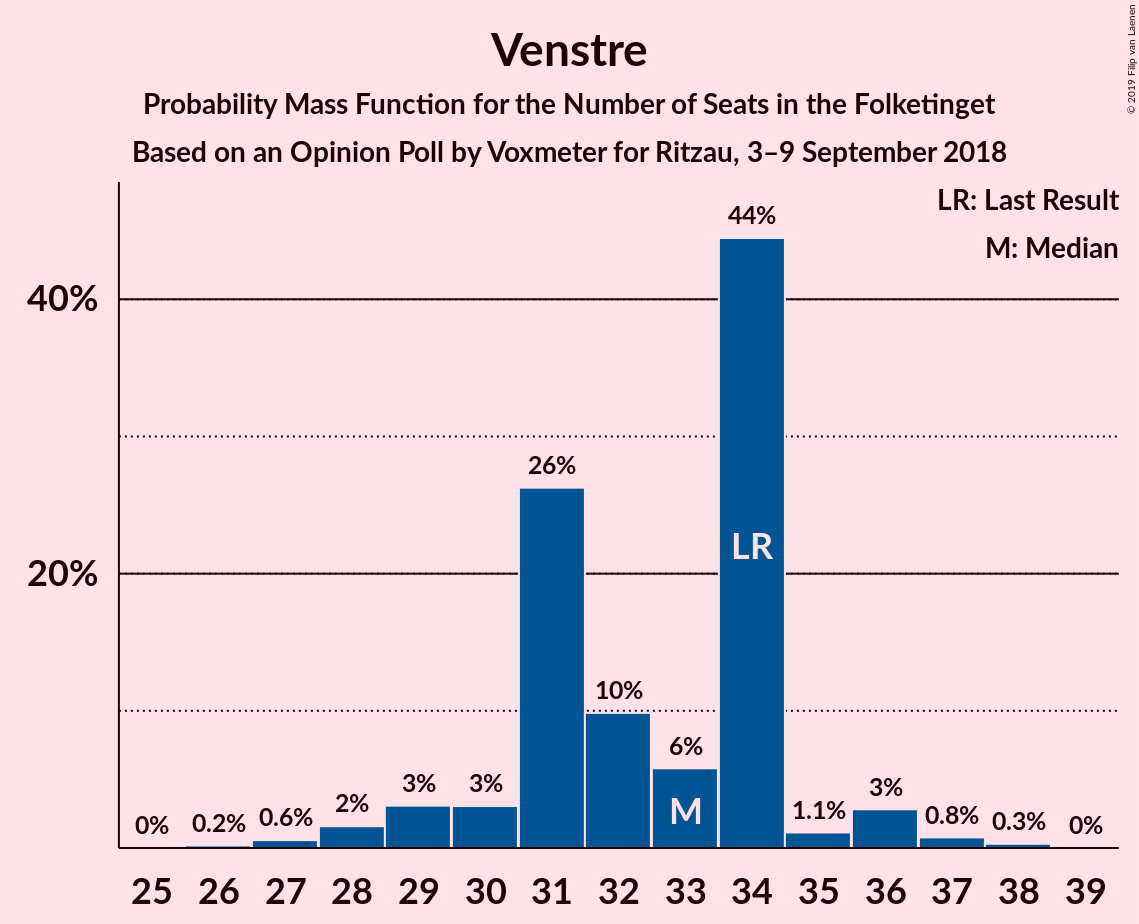 Venstre
Probability Mass Function for the Number of Seats in the Folketinget
Based on an Opinion Poll by Voxmeter for Ritzau, 3–9 September 2018
© 2019 Filip van Laenen
LR: Last Result
M: Median
40%
20%
0%
0.2%
0.6%
2%
3%
3%
26%
10%
6%
44%
1.1%
3%
0.8%
0.3%
0%
LR
M
25 26 27 28 29 30 31 32 33 34 35 36 37 38 39